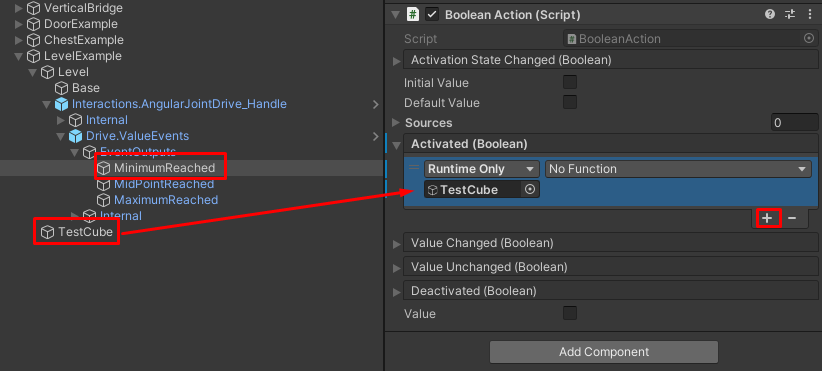 VerticalBridge
DoorExample
ChestExample
LevelExample
Level
Base
Interactions.AngularJointDrive_Handle
Internal
Drive.ValueEvents
EventOutputs
MinimumReached
MidPointReached
MaximumReached
Internal
TestCube
Boolean Action (Script)
Script
BooleanAction
Activation State Changed (Boolean)
Initial Value
Default Value
Sources
0
Activated (Boolean)
Runtime Only
No Function
TestCube
Value Changed (Boolean)
Value Unchanged (Boolean)
Deactivated (Boolean)
Value
Add Component